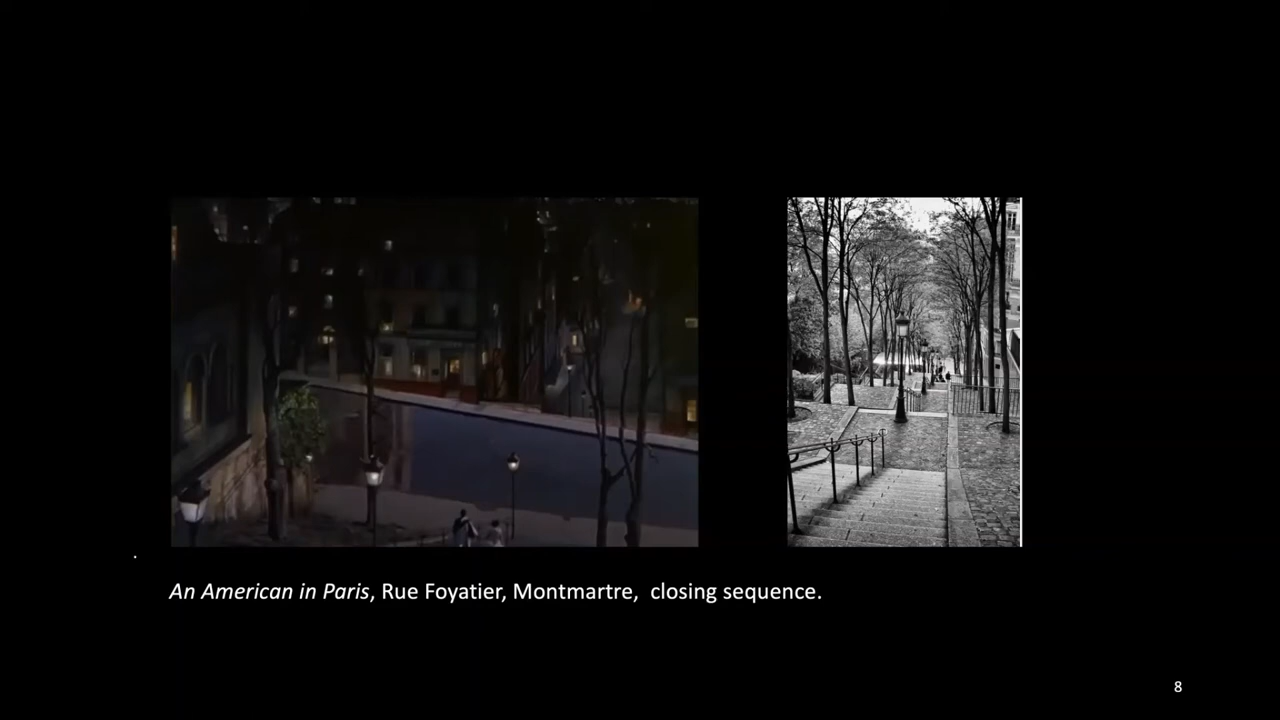 An American in Paris, Rue Foyatier, Montmartre,  closing sequence.
8